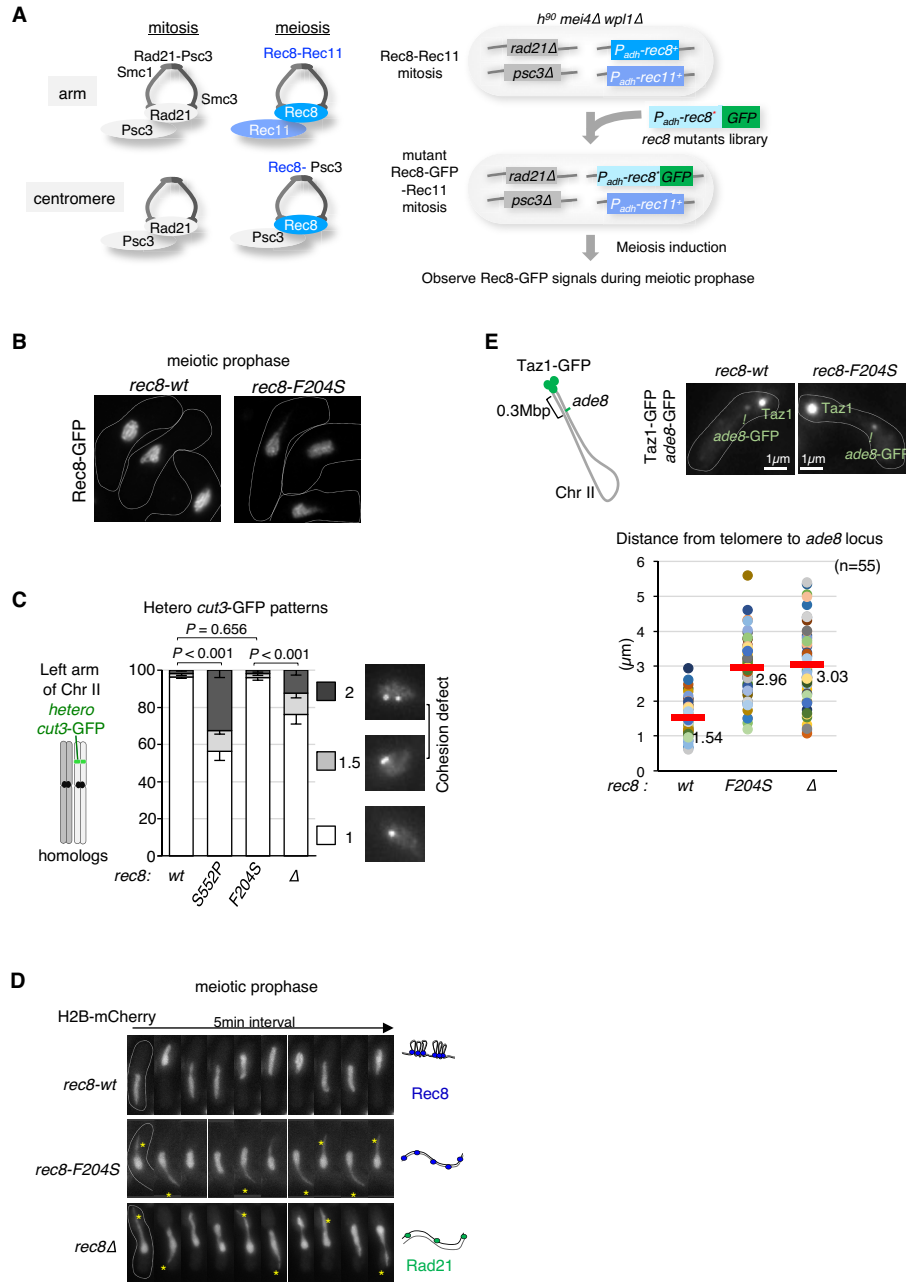 A
mitosis
meiosis
Rad21-Psc3
Smc1
Rec8-Rec11
arm
Smc3
Rad21
Psc3
Rec8
Rec11
Rec8- Psc3
centromere
Rad21
Psc3
Psc3
Rec8
h90 mei4Δ wpl1Δ
Rec8-Rec11
mitosis
rad21Δ
Padh-rec8+
psc3Δ
Padh-rec11+
Padh-rec8* GFP
rec8 mutants library
mutant
Rec8-GFP
-Rec11
mitosis
rad21Δ
Padh-rec8* GFP
psc3Δ
Padh-rec11+
Meiosis induction
Observe Rec8-GFP signals during meiotic prophase
B
meiotic prophase
rec8-wt
rec8-F204S
Rec8-GFP
C
Hetero cut3-GFP patterns
P = 0.656
P < 0.001
P < 0.001
Left arm
of Chr II
hetero
cut3-GFP
homologs
100
80
60
40
20
0
rec8:
wt
S552P
F204S
Δ
2
1.5
1
Cohesion defect
D
meiotic prophase
H2B-mCherry
5min interval
rec8-wt
Rec8
rec8-F204S
rec8Δ
Rad21
E
Taz1-GFP
ade8
0.3Mbp
Chr II
rec8-wt
rec8-F204S
Taz1-GFP
ade8-GFP
Taz1
ade8-GFP
1μm
Taz1
ade8-GFP
1μm
Distance from telomere to ade8 locus
(n=55)
(μm)
6
5
4
3
2
1
0
1.54
2.96
3.03
rec8 :
wt
F204S
Δ